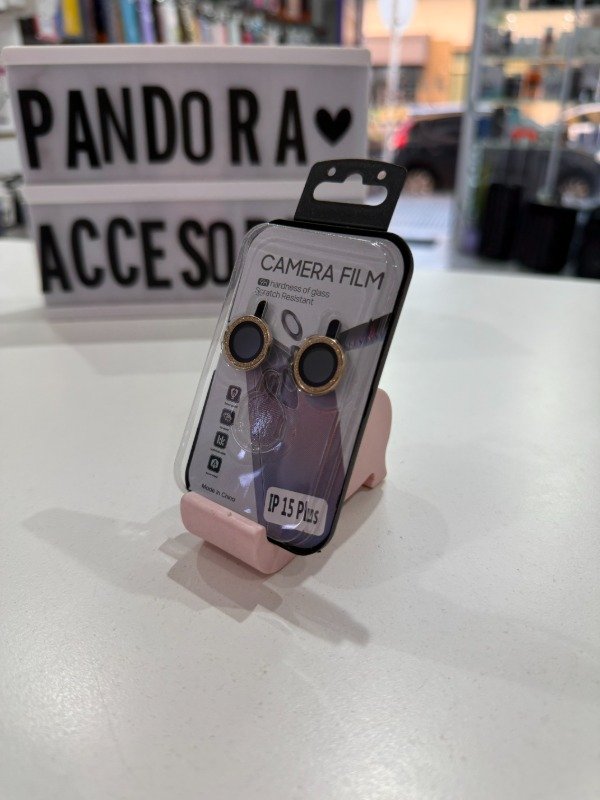 PANDORA♥
ACCESO
CAMERA FILM
hardness of glass
Scratch Resistant
Made in China
IP 15 Plus